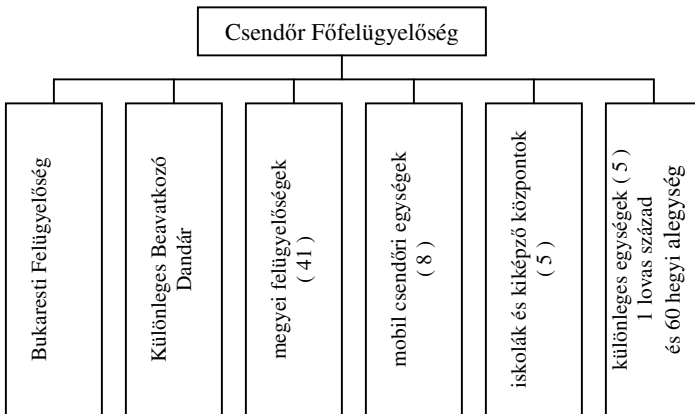 Csendőr Főfelügyelőség
Bukaresti Felügyelőség
Különleges Beavatkozó
Dandár
megyei felügyelőségek
( 41 )
mobil csendőri egységek
( 8 )
iskolák és kiképző központok
( 5 )
különleges egységek ( 5 )
1 lovas század
és 60 hegyi alegység